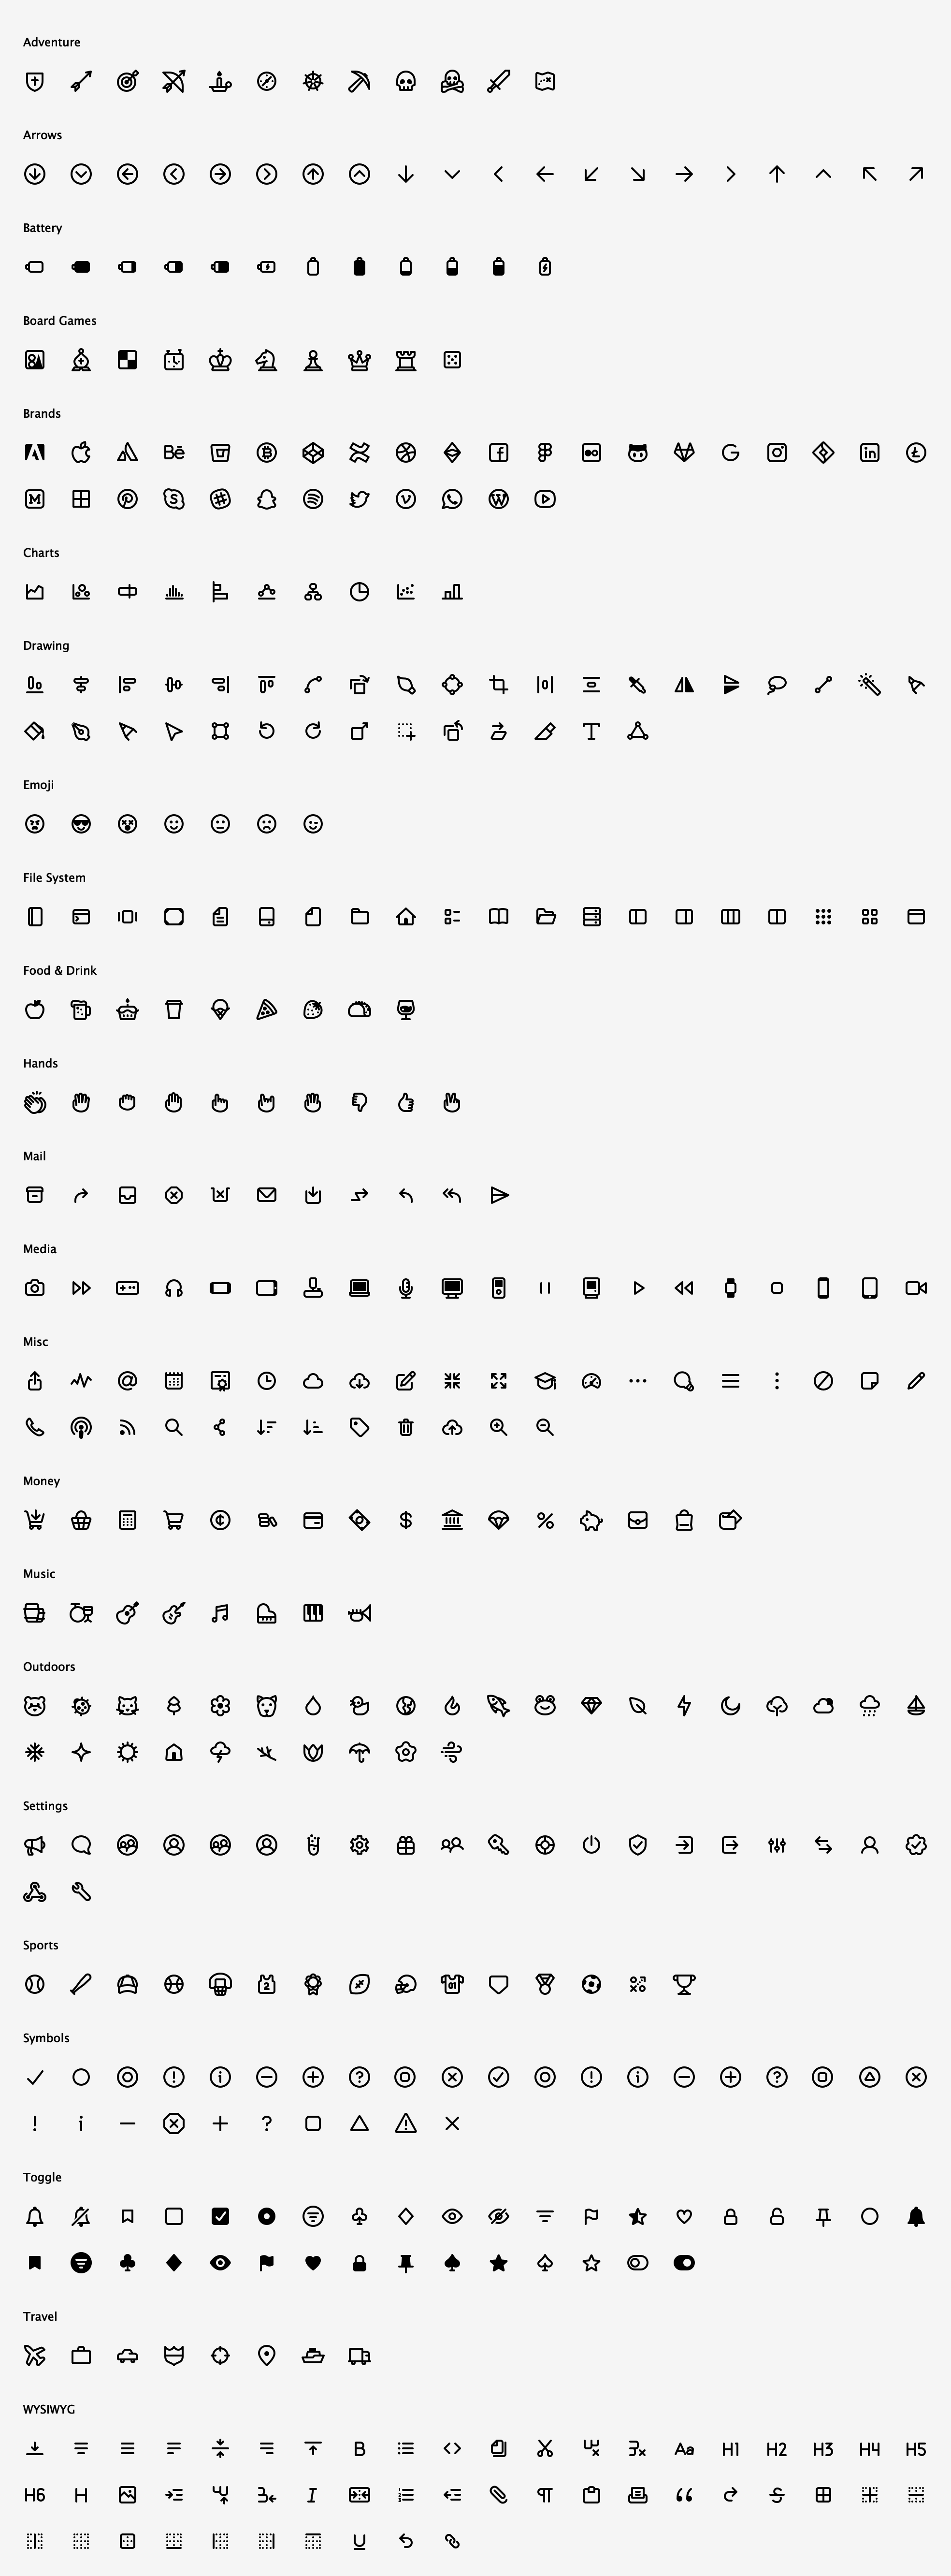 Adventure
Arrows
Battery
Board Games
Brands
Charts
Drawing
Emoji
File System
Food & Drink
Hands
Mail
Media
Misc
Money
Music
Outdoors
Settings
Sports
Symbols
Toggle
Travel
WYSIWYG
B Aa H1 H2 H3 H4 H5
H6 H I
U